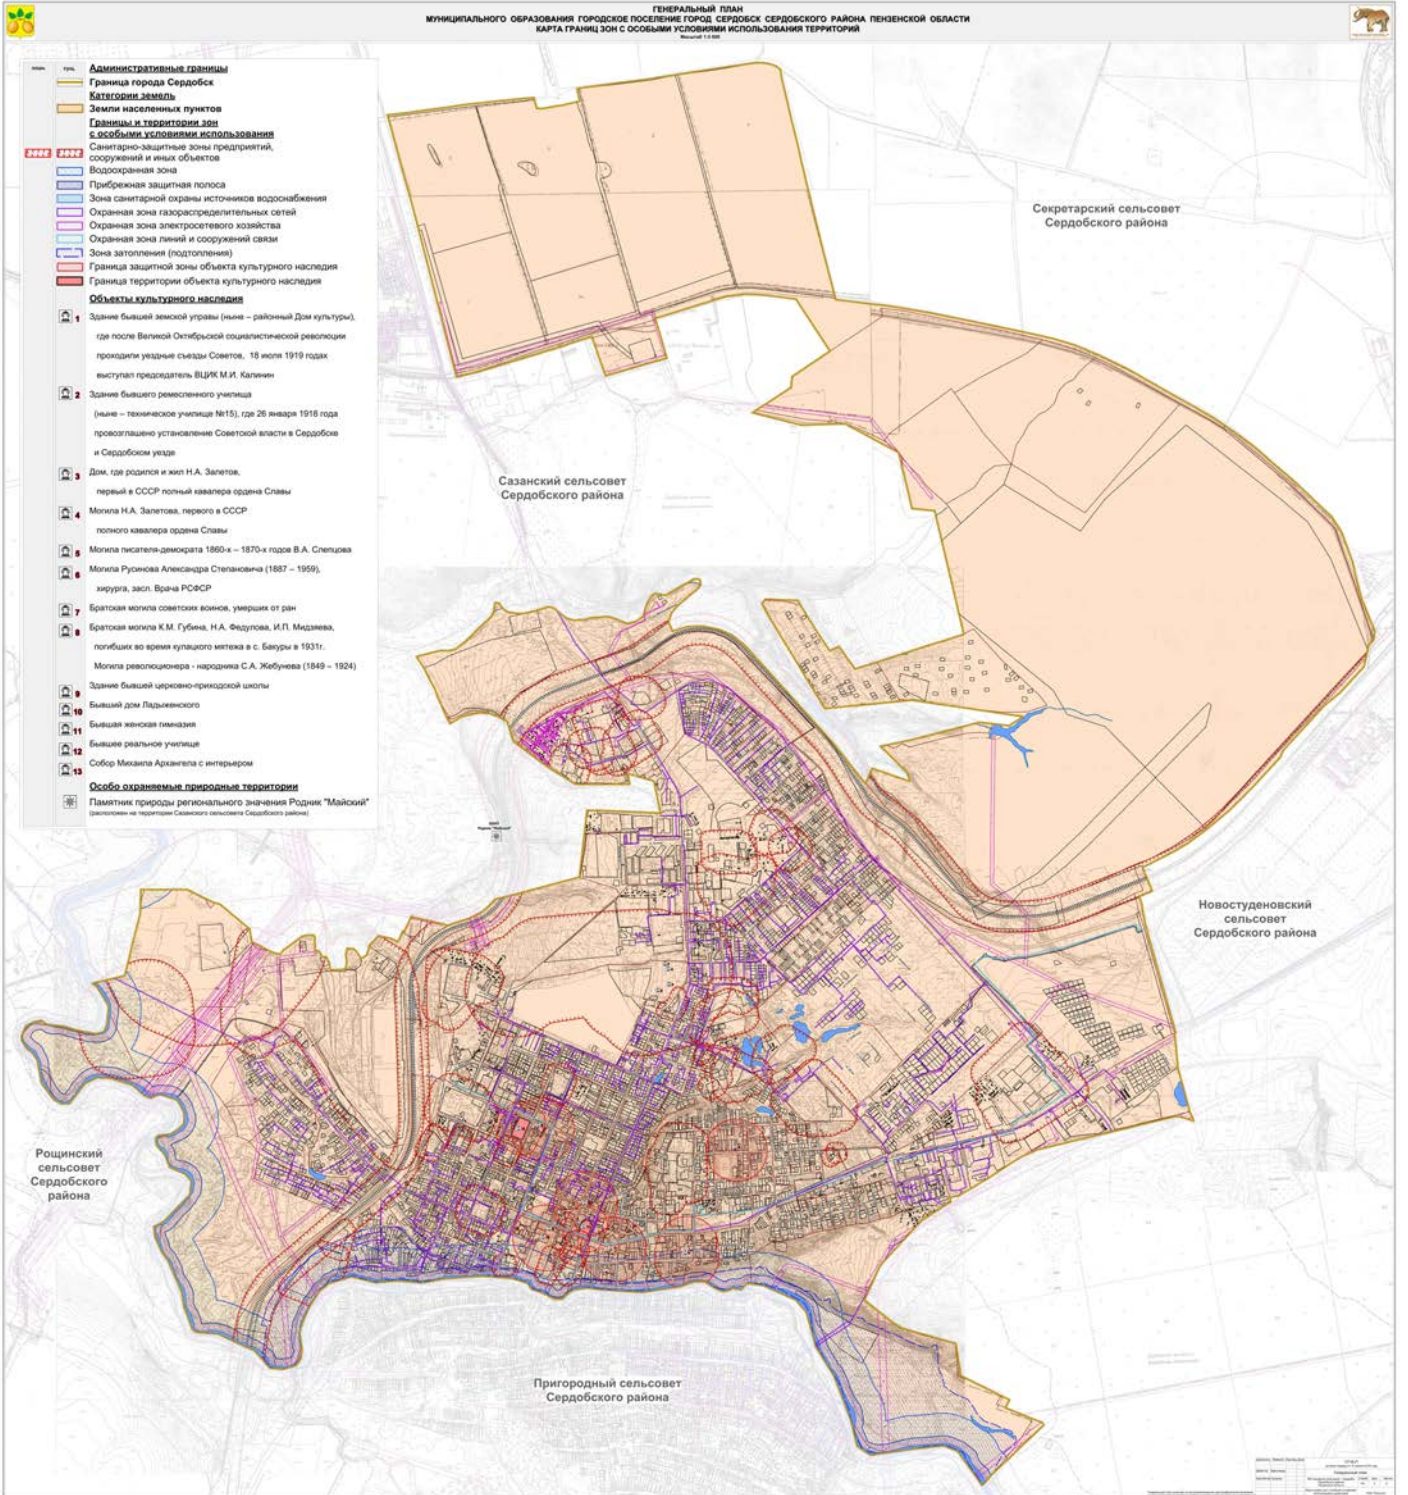 ГЕНЕРАЛЬНЫЙ ПЛАН
МУНИЦИПАЛЬНОГО ОБРАЗОВАНИЯ ГОРОДСКОЕ ПОСЕЛЕНИЕ ГОРОД СЕРДОБСК СЕРДОБСКОГО РАЙОНА ПЕНЗЕНСКОЙ ОБЛАСТИ
КАРТА ГРАНИЦ ЗОН С ОСОБЫМИ УСЛОВИЯМИ ИСПОЛЬЗОВАНИЯ ТЕРРИТОРИЙ
Административные границы
Граница города Сердобск
Категории земель
Земли населенных пунктов
Границы и территории зон
с особыми условиями использования
Санитарно-защитные зоны предприятий,
сооружений и иных объектов
Водоохранная зона
Прибрежная защитная полоса
Зона санитарной охраны источников водоснабжения
Охранная зона газораспределительных сетей
Охранная зона электросетевого хозяйства
Охранная зона линий и сооружений связи
Зона затопления (подтопления)
Граница защитной зоны объекта культурного наследия
Граница территории объекта культурного наследия
Объекты культурного наследия
1 Здание бывшей земской управы (ныне – районный Дом культуры),
где после Великой Октябрьской социалистической революции
проходили уездные съезды Советов, 18 июля 1919 годах
выступал председатель ВЦИК М.И. Калинин
2 Здание бывшего ремесленного училища
(ныне – техническое училище №15), где 26 января 1918 года
провозглашено установление Советской власти в Сердобске
и Сердобском уезде
3 Дом, где родился и жил Н.А. Залетов,
первый в СССР полный кавалера ордена Славы
4 Могила Н.А. Залетова, первого в СССР
полного кавалера ордена Славы
5 Могила писателя-демократа 1860-х – 1870-х годов В.А. Слепцова
6 Могила Русинова Александра Степановича (1887 – 1959),
хирурга, засл. Врача РСФСР
7 Братская могила советских воинов, умерших от ран
8 Братская могила К.М. Губина, Н.А. Федулова, И.П. Мидзяева,
погибших во время кулацкого мятежа в с. Бакуры в 1931г.
Могила революционера - народника С.А. Жебунева (1849 – 1924)
9 Здание бывшей церковно-приходской школы
10 Бывший дом Ладыженского
11 Бывшая женская гимназия
12 Бывшее реальное училище
13 Собор Михаила Архангела с интерьером
Особо охраняемые природные территории
Памятник природы регионального значения Родник "Майский"
(расположен на территории Сазанского сельсовета Сердобского района)
Секретарский сельсовет
Сердобского района
Сазанский сельсовет
Сердобского района
Новостуденовский
сельсовет
Сердобского района
Рощинский
сельсовет
Сердобского
района
Пригородный сельсовет
Сердобского района